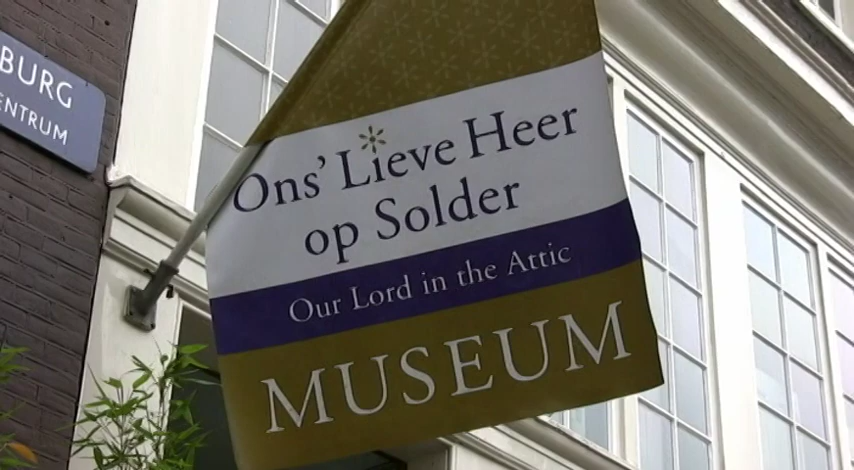 BURG
ENTRUM
Ons' Lieve Heer
op Solder
Our Lord in the Attic
MUSEUM